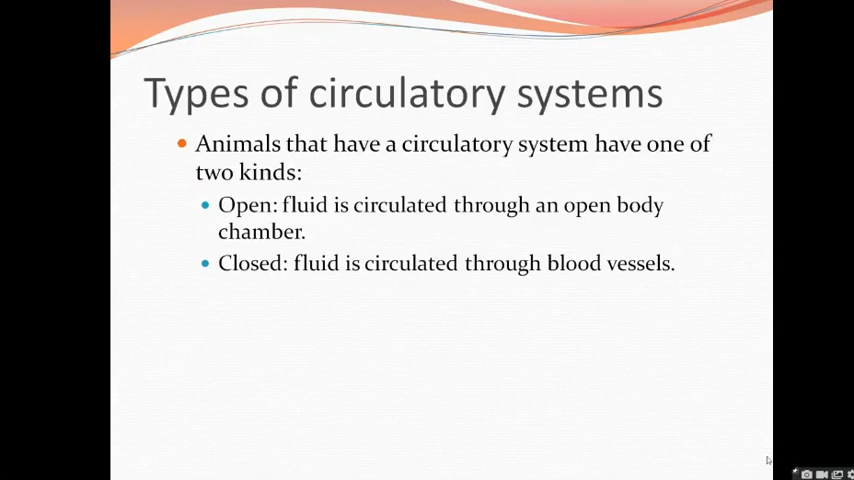 Types of circulatory systems
Animals that have a circulatory system have one of
two kinds:
Open: fluid is circulated through an open body
chamber.
Closed: fluid is circulated through blood vessels.